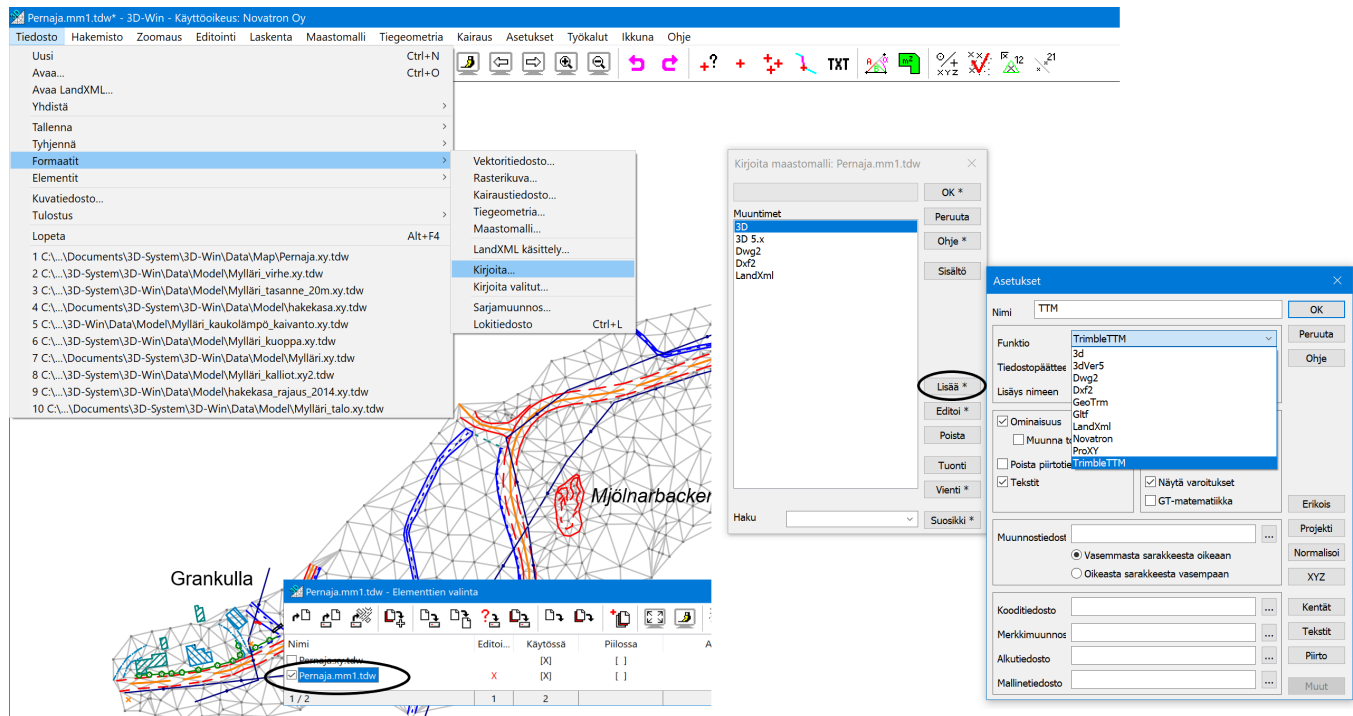 Pernaja.mm1.tdw* - 3D-Win - Käyttöoikeus: Novatron Oy
Tiedosto Hakemisto Zoomaus Editointi Laskenta Maastomalli Tiegeometria Kairaus Asetukset Työkalut Ikkuna Ohje
TXT
Uusi Ctrl+N
Avaa... Ctrl+O
Avaa LandXML...
Yhdistä
Tallenna
Tyhjennä
Formaatit
Elementit
Kuvatiedosto...
Tulostus
Lopeta Alt+F4
1 C:\...\Documents\3D-System\3D-Win\Data\Map\Pernaja.xy.tdw
2 C:\...\3D-System\3D-Win\Data\Model\Mylläri_virhe.xy.tdw
3 C:\...\3D-System\3D-Win\Data\Model\Mylläri_tasanne_20m.xy.tdw
4 C:\...\Documents\3D-System\3D-Win\Data\Model\hakekasa.xy.tdw
5 C:\...\3D-Win\Data\Model\Mylläri_kaukolämpö_kaivanto.xy.tdw
6 C:\...\3D-System\3D-Win\Data\Model\Mylläri_kuoppa.xy.tdw
7 C:\...\Documents\3D-System\3D-Win\Data\Model\Mylläri.xy.tdw
8 C:\...\3D-System\3D-Win\Data\Model\Mylläri_kalliot.xy2.tdw
9 C:\...\3D-Win\Data\Model\hakekasa_rajaus_2014.xy.tdw
10 C:\...\Documents\3D-System\3D-Win\Data\Model\Mylläri_talo.xy.tdw
Vektoritiedosto...
Rasterikuva...
Kairaustiedosto...
Tiegeometria...
Maastomalli...
LandXML käsittely...
Kirjoita...
Kirjoita valitut...
Sarjamuunnos...
Lokitiedosto Ctrl+L
Mjölnarbacken
Grankulla
Pernaja.mm1.tdw - Elementtien valinta
Nimi Editoi... Käytössä Piilossa A
Pernaja.xy.tdw [X] [ ]
Pernaja.mm1.tdw X [X] [ ]
1 / 2 1 2
Kirjoita maastomalli: Pernaja.mm1.tdw
OK *
Muuntimet
Peruuta
3D
3D 5.x
Dwg2
Dxf2
LandXml
Ohje *
Sisältö
Lisää *
Editoi *
Poista
Tuonti
Vienti *
Haku
Suosikki *
Asetukset
Nimi TTM
OK
Funktio TrimbleTTM
Peruuta
Ohje
3d
Tiedostopäättee 3dVer5
Dwg2
Lisäys nimeen Dxf2
GeoTrm
Gltf
Ominaisuus LandXml
Muunna t Novatron
ProXY
Poista piirtotie TrimbleTTM
Tekstit
Näytä varoitukset
GT-matematiikka
Erikois
Projekti
Muunnostiedost ...
Vasemmasta sarakkeesta oikeaan
Normalisoi
Oikeasta sarakkeesta vasempaan
XYZ
Kooditiedosto ... Kentät
Merkkimuunnos ... Tekstit
Alkutiedosto ... Piirto
Mallinetiedosto ... Muut